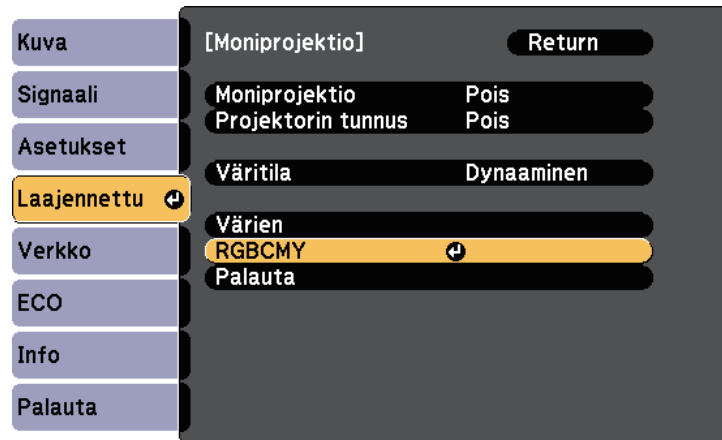 Kuva
Signaali
Asetukset
Laajennettu
Verkko
ECO
Info
Palauta
[Moniprojektio] Return
Moniprojektio Pois
Projektorin tunnus Pois
Väritila Dynaaminen
Värien
RGBCMY
Palauta